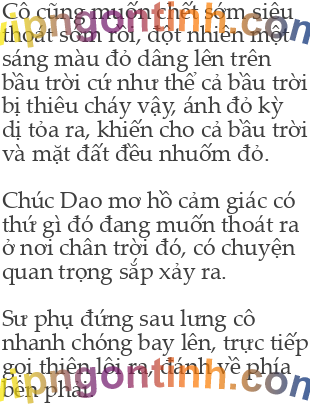 Cô cũng muốn chết sớm siêu
thoát sớm rồi, đột nhiên một
sáng màu đỏ dâng lên trên
bầu trời cứ như thể cả bầu trời
bị thiêu cháy vậy, ánh đỏ kỳ
dị tỏa ra, khiến cho cả bầu trời
và mặt đất đều nhuốm đỏ.
Chúc Dao mơ hồ cảm giác có
thứ gì đó đang muốn thoát ra
ở nơi chân trời đó, có chuyện
quan trọng sắp xảy ra.
Sư phụ đứng sau lưng cô
nhanh chóng bay lên, trực tiếp
gọi thiên lôi ra, đánh về phía
bên phải.
vipngontinh.com
vipngontinh.com